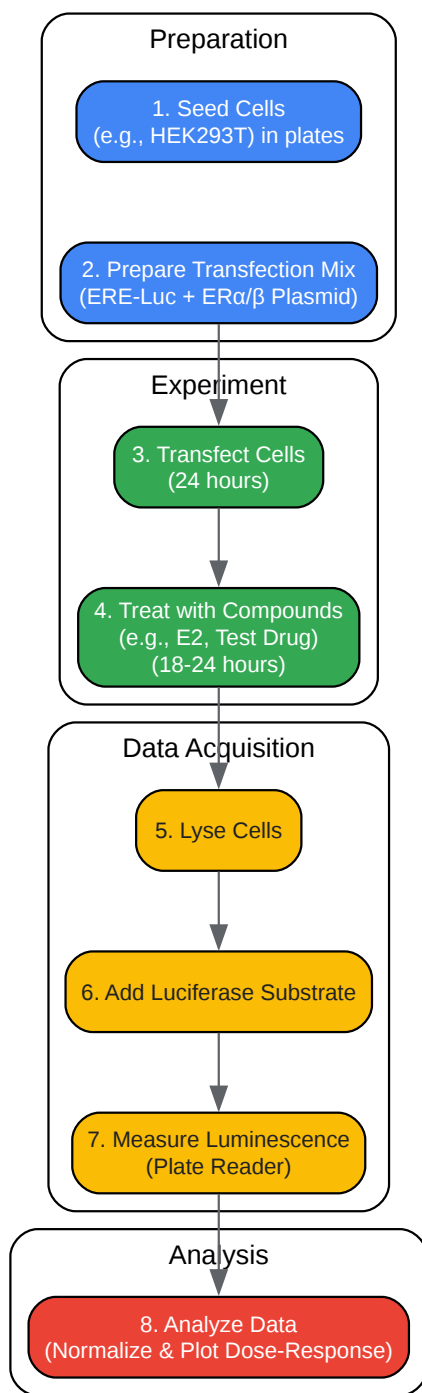 Preparation
1. Seed Cells
(e.g., HEK293T) in plates
2. Prepare Transfection Mix
(ERE-Luc + ERα/β Plasmid)
Experiment
3. Transfect Cells
(24 hours)
4. Treat with Compounds
(e.g., E2, Test Drug)
(18-24 hours)
Data Acquisition
5. Lyse Cells
6. Add Luciferase Substrate
7. Measure Luminescence
(Plate Reader)
Analysis
8. Analyze Data
(Normalize & Plot Dose-Response)